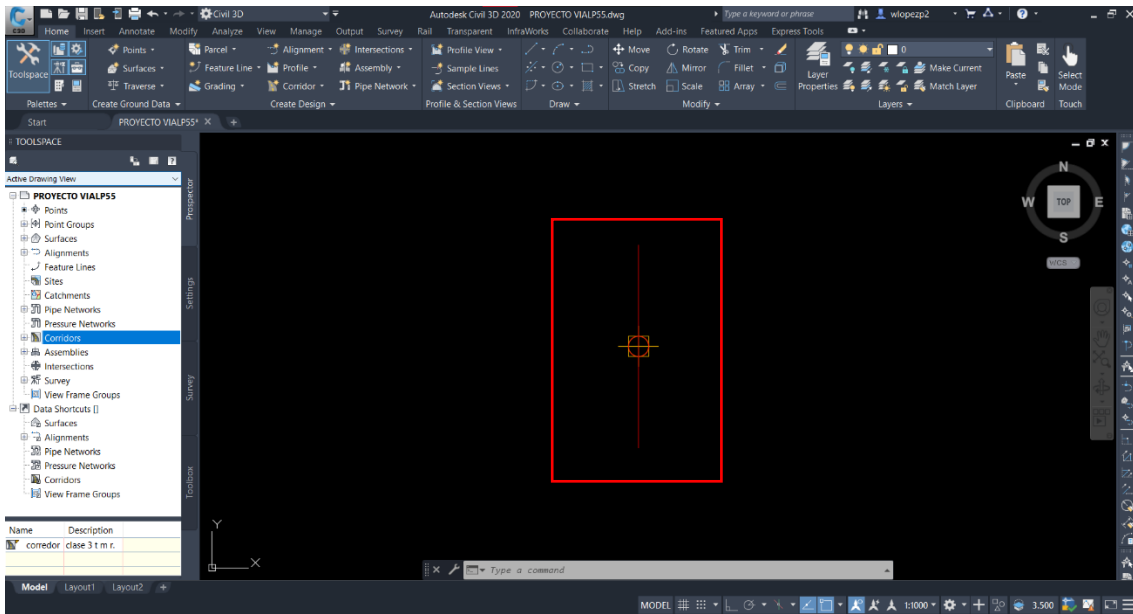 Civil 3D Autodesk Civil 3D 2020 PROYECTO VIALP55.dwg Type a keyword or phrase wlopezp2
C3D Home Insert Annotate Modify Analyze View Manage Output Survey Rail Transparent InfraWorks Collaborate Help Add-ins Featured Apps Express Tools
Points Parcel Alignment Intersections Profile View Move Rotate Trim 0
Toolspace Surfaces Feature Line Profile Assembly Sample Lines Copy Mirror Fillet Layer Properties Make Current Paste Select Mode
Traverse Grading Corridor Pipe Network Section Views Stretch Scale Array Match Layer
Palettes Create Ground Data Create Design Profile & Section Views Draw Modify Layers Clipboard Touch
Start PROYECTO VIALP55* +
TOOLSPACE
Active Drawing View
PROYECTO VIALP55
Points
Point Groups
Surfaces
Alignments
Feature Lines
Sites
Catchments
Pipe Networks
Pressure Networks
Corridors
Assemblies
Intersections
Survey
View Frame Groups
Data Shortcuts []
Surfaces
Alignments
Pipe Networks
Pressure Networks
Corridors
View Frame Groups
Prospector
Settings
Survey
Toolbox
N
W TOP E
S
WCS
Name Description
corredor clase 3 t m r.
Y
X
Type a command
Model Layout1 Layout2 +
MODEL 1:1000 3.500